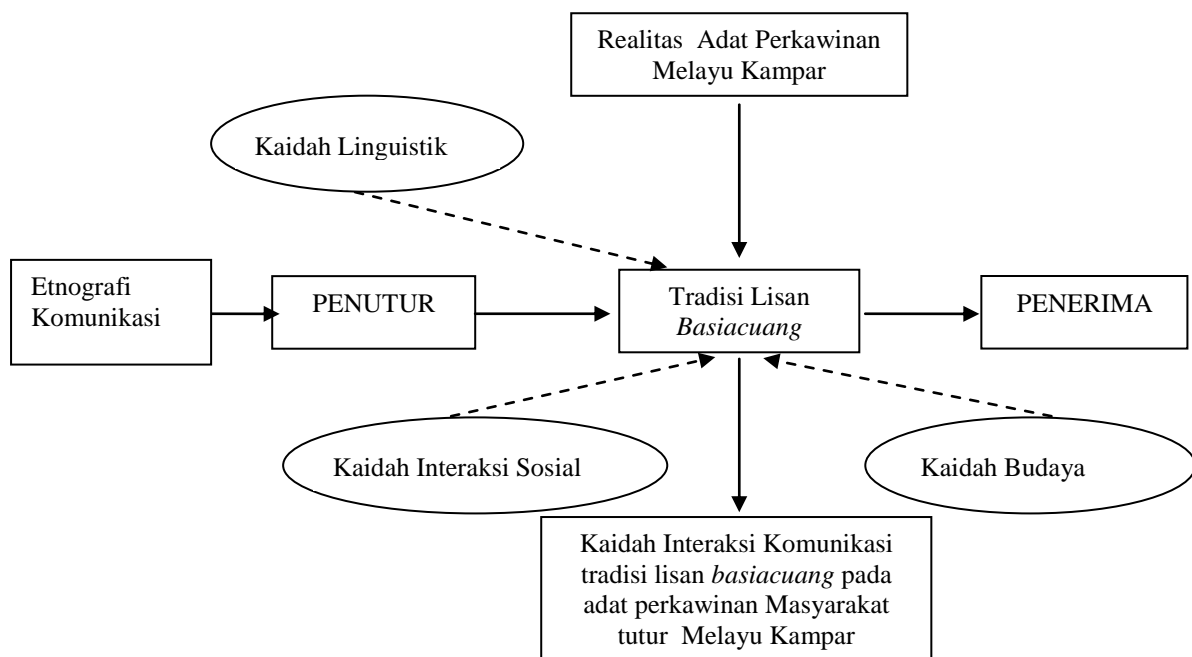 Realitas Adat Perkawinan
Melayu Kampar
Kaidah Linguistik
Etnografi
Komunikasi
PENUTUR
Tradisi Lisan
Basiacuang
PENERIMA
Kaidah Interaksi Sosial
Kaidah Budaya
Kaidah Interaksi Komunikasi
tradisi lisan basiacuang pada
adat perkawinan Masyarakat
tutur Melayu Kampar